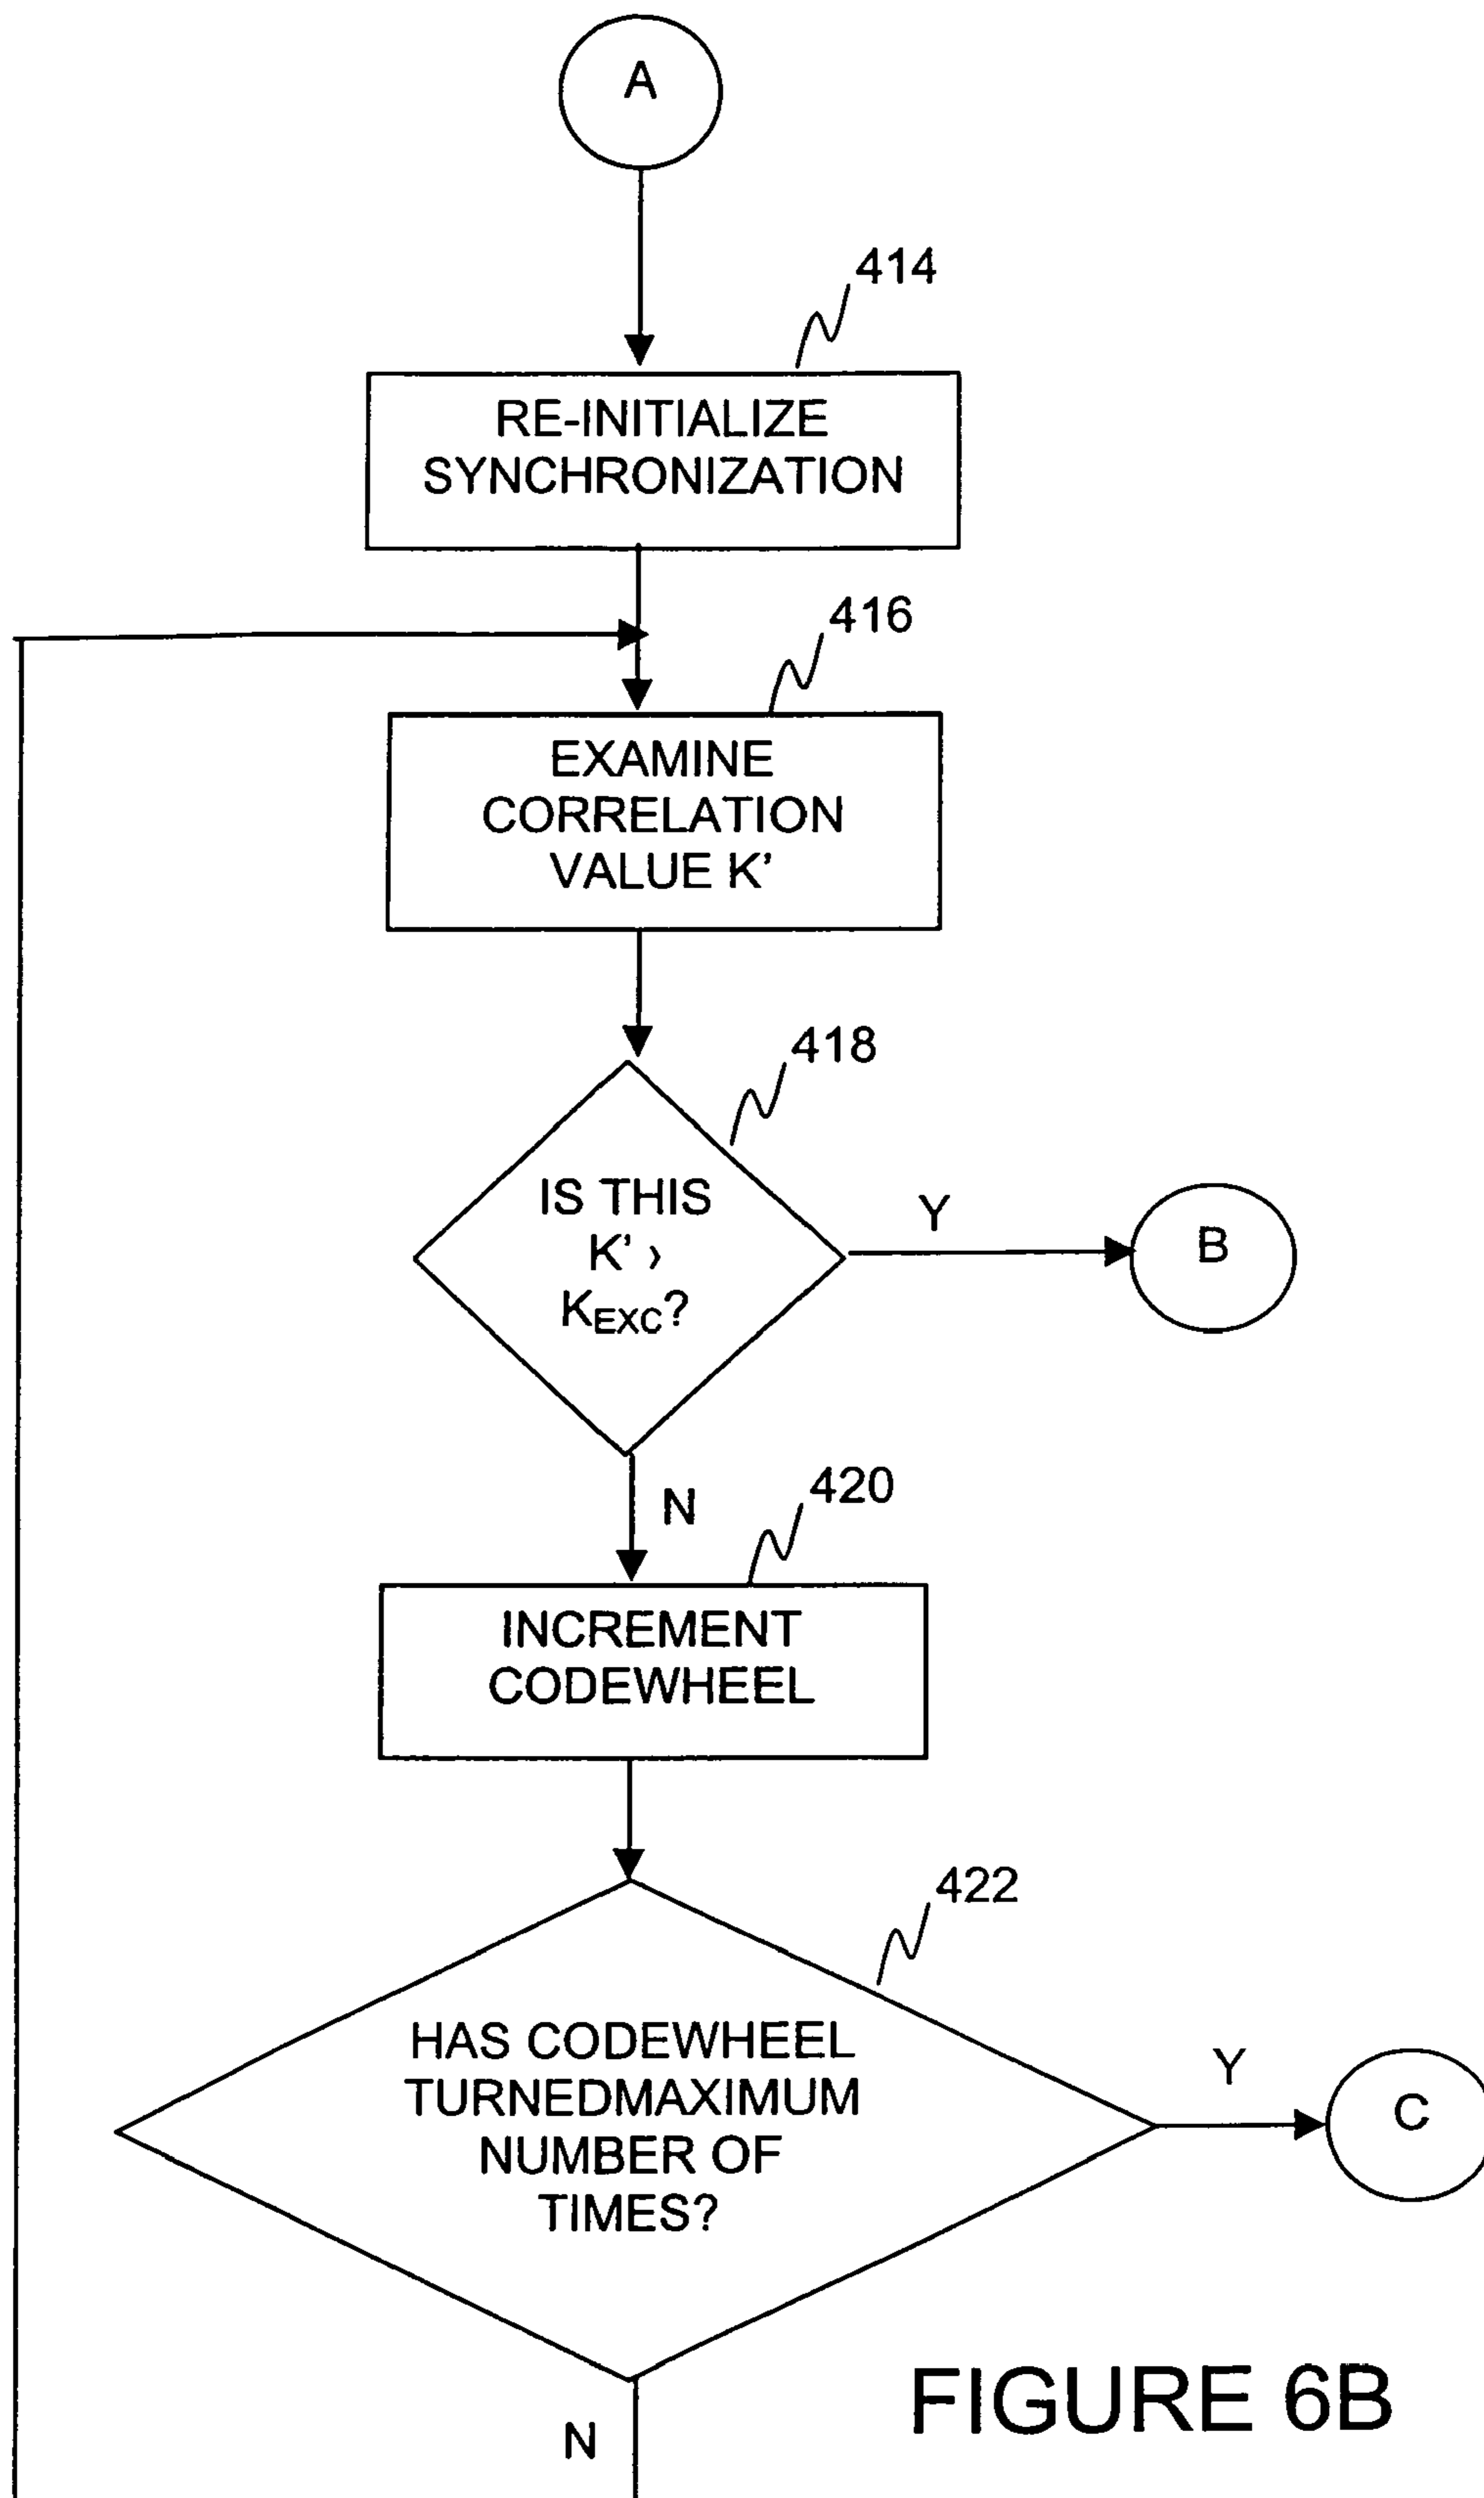 A
414
RE-INITIALIZE
SYNCHRONIZATION
416
EXAMINE
CORRELATION
VALUE K’
418
IS THIS
K’ ›
KEXC?
Y
B
N
420
INCREMENT
CODEWHEEL
422
HAS CODEWHEEL
TURNEDMAXIMUM
NUMBER OF
TIMES?
Y
C
N
FIGURE 6B